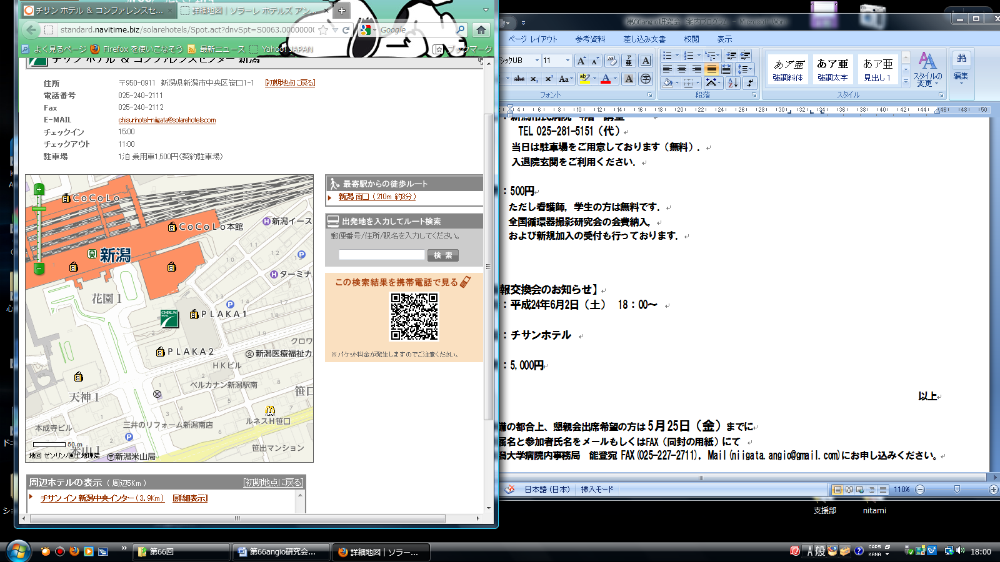 チサン ホテル & コンファレンスセ...
詳細地図 | ソラーレ ホテルズ アン...
standard.navitime.biz/solarehotels/Spot.act?dnvSpt=S0063.00000000
Google
よく見るページ
Firefox を使いこなそう
最新ニュース
Yahoo! JAPAN
ブックマーク
チサン ホテル & コンファレンスセンター 新潟
住所 〒950-0911 新潟県新潟市中央区笹口1-1 [初期地点に戻る]
電話番号 025-240-2111
Fax 025-240-2112
E-MAIL chisunhotel-niigata@solarehotels.com
チェックイン 15:00
チェックアウト 11:00
駐車場 1泊 乗用車1,500円(契約駐車場)
CoCoLo
CoCoLo本館
新潟イース
新潟
ターミナ
花園1
CHISUN HOTEL
PLAKA1
PLAKA2
クロワ
新潟医療福祉カ
HKビル
ベルカナン新潟駅南
笹口
天神1
ルネスH笹口
三井のリフォーム新潟南店
本成寺ビル
笹出マンション
米山1
50 m
地図 ゼンリン/国土地理院
新潟米山局
最寄駅からの徒歩ルート
新潟 南口 (210m 約3分)
出発地を入力してルート検索
郵便番号/住所/駅名を入力してください。
検 索
この検索結果を携帯電話で見る
※パケット料金が発生しますのでご注意ください。
周辺ホテルの表示 (周辺5Km)
[初期地点に戻る]
チサン イン 新潟中央インター (3.9Km) [詳細表示]
第66angio研究会 案内プログラム - Microsoft Word
ページ レイアウト
参考資料
差し込み文書
校閲
表示
シックUB
11
フォント
段落
あア亜
強調斜体
あア亜
強調太字
あア亜
見出し 1
スタイルの
変更
スタイル
編集
:新潟市民病院 4階 講堂
TEL 025-281-5151（代）
当日は駐車場をご用意しております（無料）．
入退院玄関をご利用ください．
:500円
ただし看護師，学生の方は無料です．
全国循環器撮影研究会の会費納入，
および新規加入の受付も行っております．
報交換会のお知らせ】
:平成24年6月2日（土） 18：00～
:チサンホテル
:5,000円
以上
備の都合上、懇親会出席希望の方は5月25日（金）までに
属名と参加者氏名をメールもしくはFAX（同封の用紙）にて
潟大学病院内事務局 能登宛 FAX(025-227-2711), Mail(niigata.angio@gmail.com)にお申し込みください。
日本語 (日本)
挿入モード
110%
支援部
nitami
第66回
第66angio研究会...
詳細地図 | ソラー...
A 般
CAPS
KANA
18:00